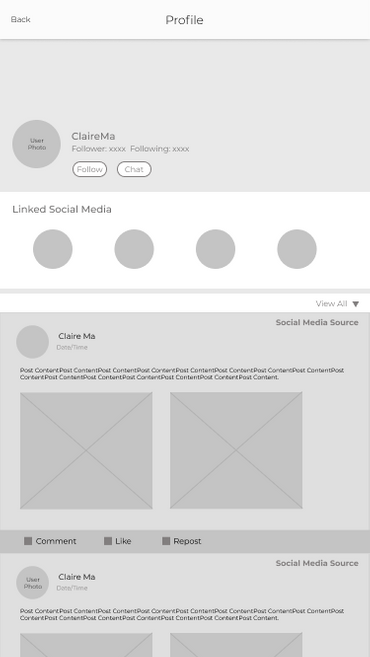 Back
Profile
User
Photo
ClaireMa
Follower: xxxx Following: xxxx
Follow
Chat
Linked Social Media
View All
Social Media Source
Claire Ma
Date/Time
Post ContentPost ContentPost ContentPost ContentPost ContentPost ContentPost ContentPost
ContentPost ContentPost ContentPost ContentPost ContentPost ContentPost Content.
Comment
Like
Repost
Social Media Source
User
Photo
Claire Ma
Date/Time
Post ContentPost ContentPost ContentPost ContentPost ContentPost ContentPost ContentPost
ContentPost ContentPost ContentPost ContentPost ContentPost ContentPost Content.